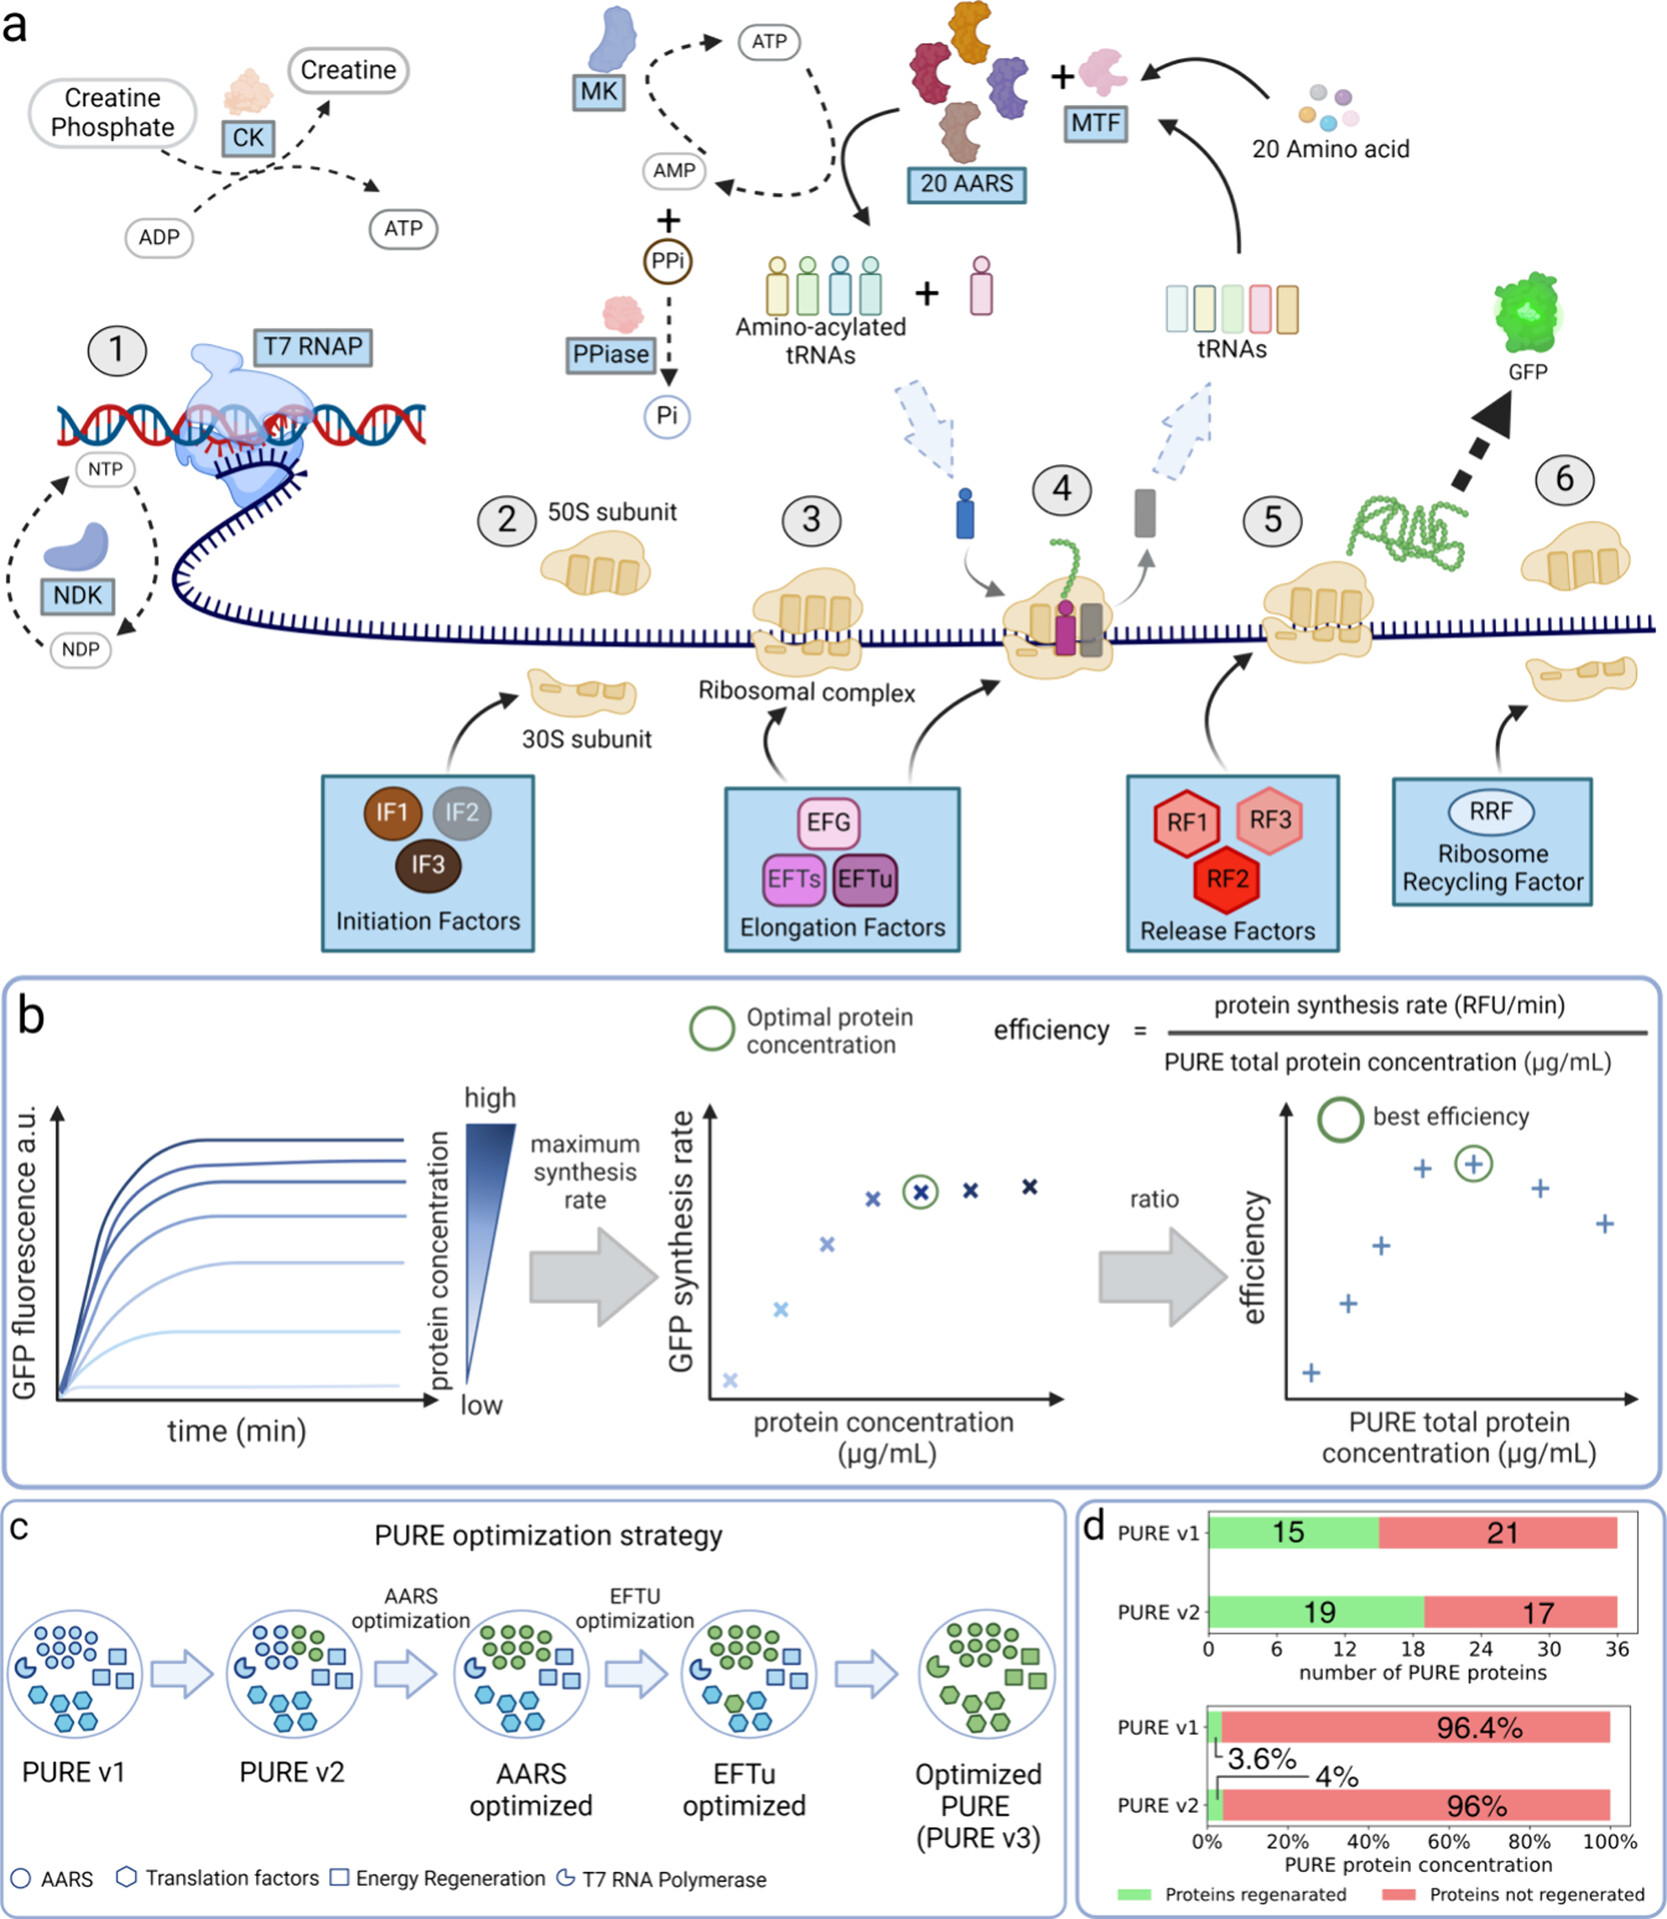 a
Creatine
Phosphate
CK
Creatine
ADP
ATP
MK
ATP
AMP
+
PPi
PPiase
Pi
20 AARS
+
MTF
20 Amino acid
Amino-acylated
tRNAs
+
tRNAs
GFP
1
T7 RNAP
NTP
NDK
NDP
2
50S subunit
30S subunit
3
Ribosomal complex
4
5
6
IF1
IF2
IF3
Initiation Factors
EFG
EFTs
EFTu
Elongation Factors
RF1
RF3
RF2
Release Factors
RRF
Ribosome
Recycling Factor
b
GFP fluorescence a.u.
time (min)
high
protein concentration
low
maximum
synthesis
rate
Optimal protein
concentration
GFP synthesis rate
protein concentration
(µg/mL)
ratio
efficiency =
protein synthesis rate (RFU/min)
PURE total protein concentration (µg/mL)
best efficiency
efficiency
PURE total protein
concentration (µg/mL)
c
PURE optimization strategy
AARS
optimization
EFTU
optimization
PURE v1
PURE v2
AARS
optimized
EFTu
optimized
Optimized
PURE
(PURE v3)
AARS
Translation factors
Energy Regeneration
T7 RNA Polymerase
d
PURE v1
15
21
PURE v2
19
17
0 6 12 18 24 30 36
number of PURE proteins
PURE v1
96.4%
3.6%
4%
PURE v2
96%
0% 20% 40% 60% 80% 100%
PURE protein concentration
Proteins regenarated
Proteins not regenerated